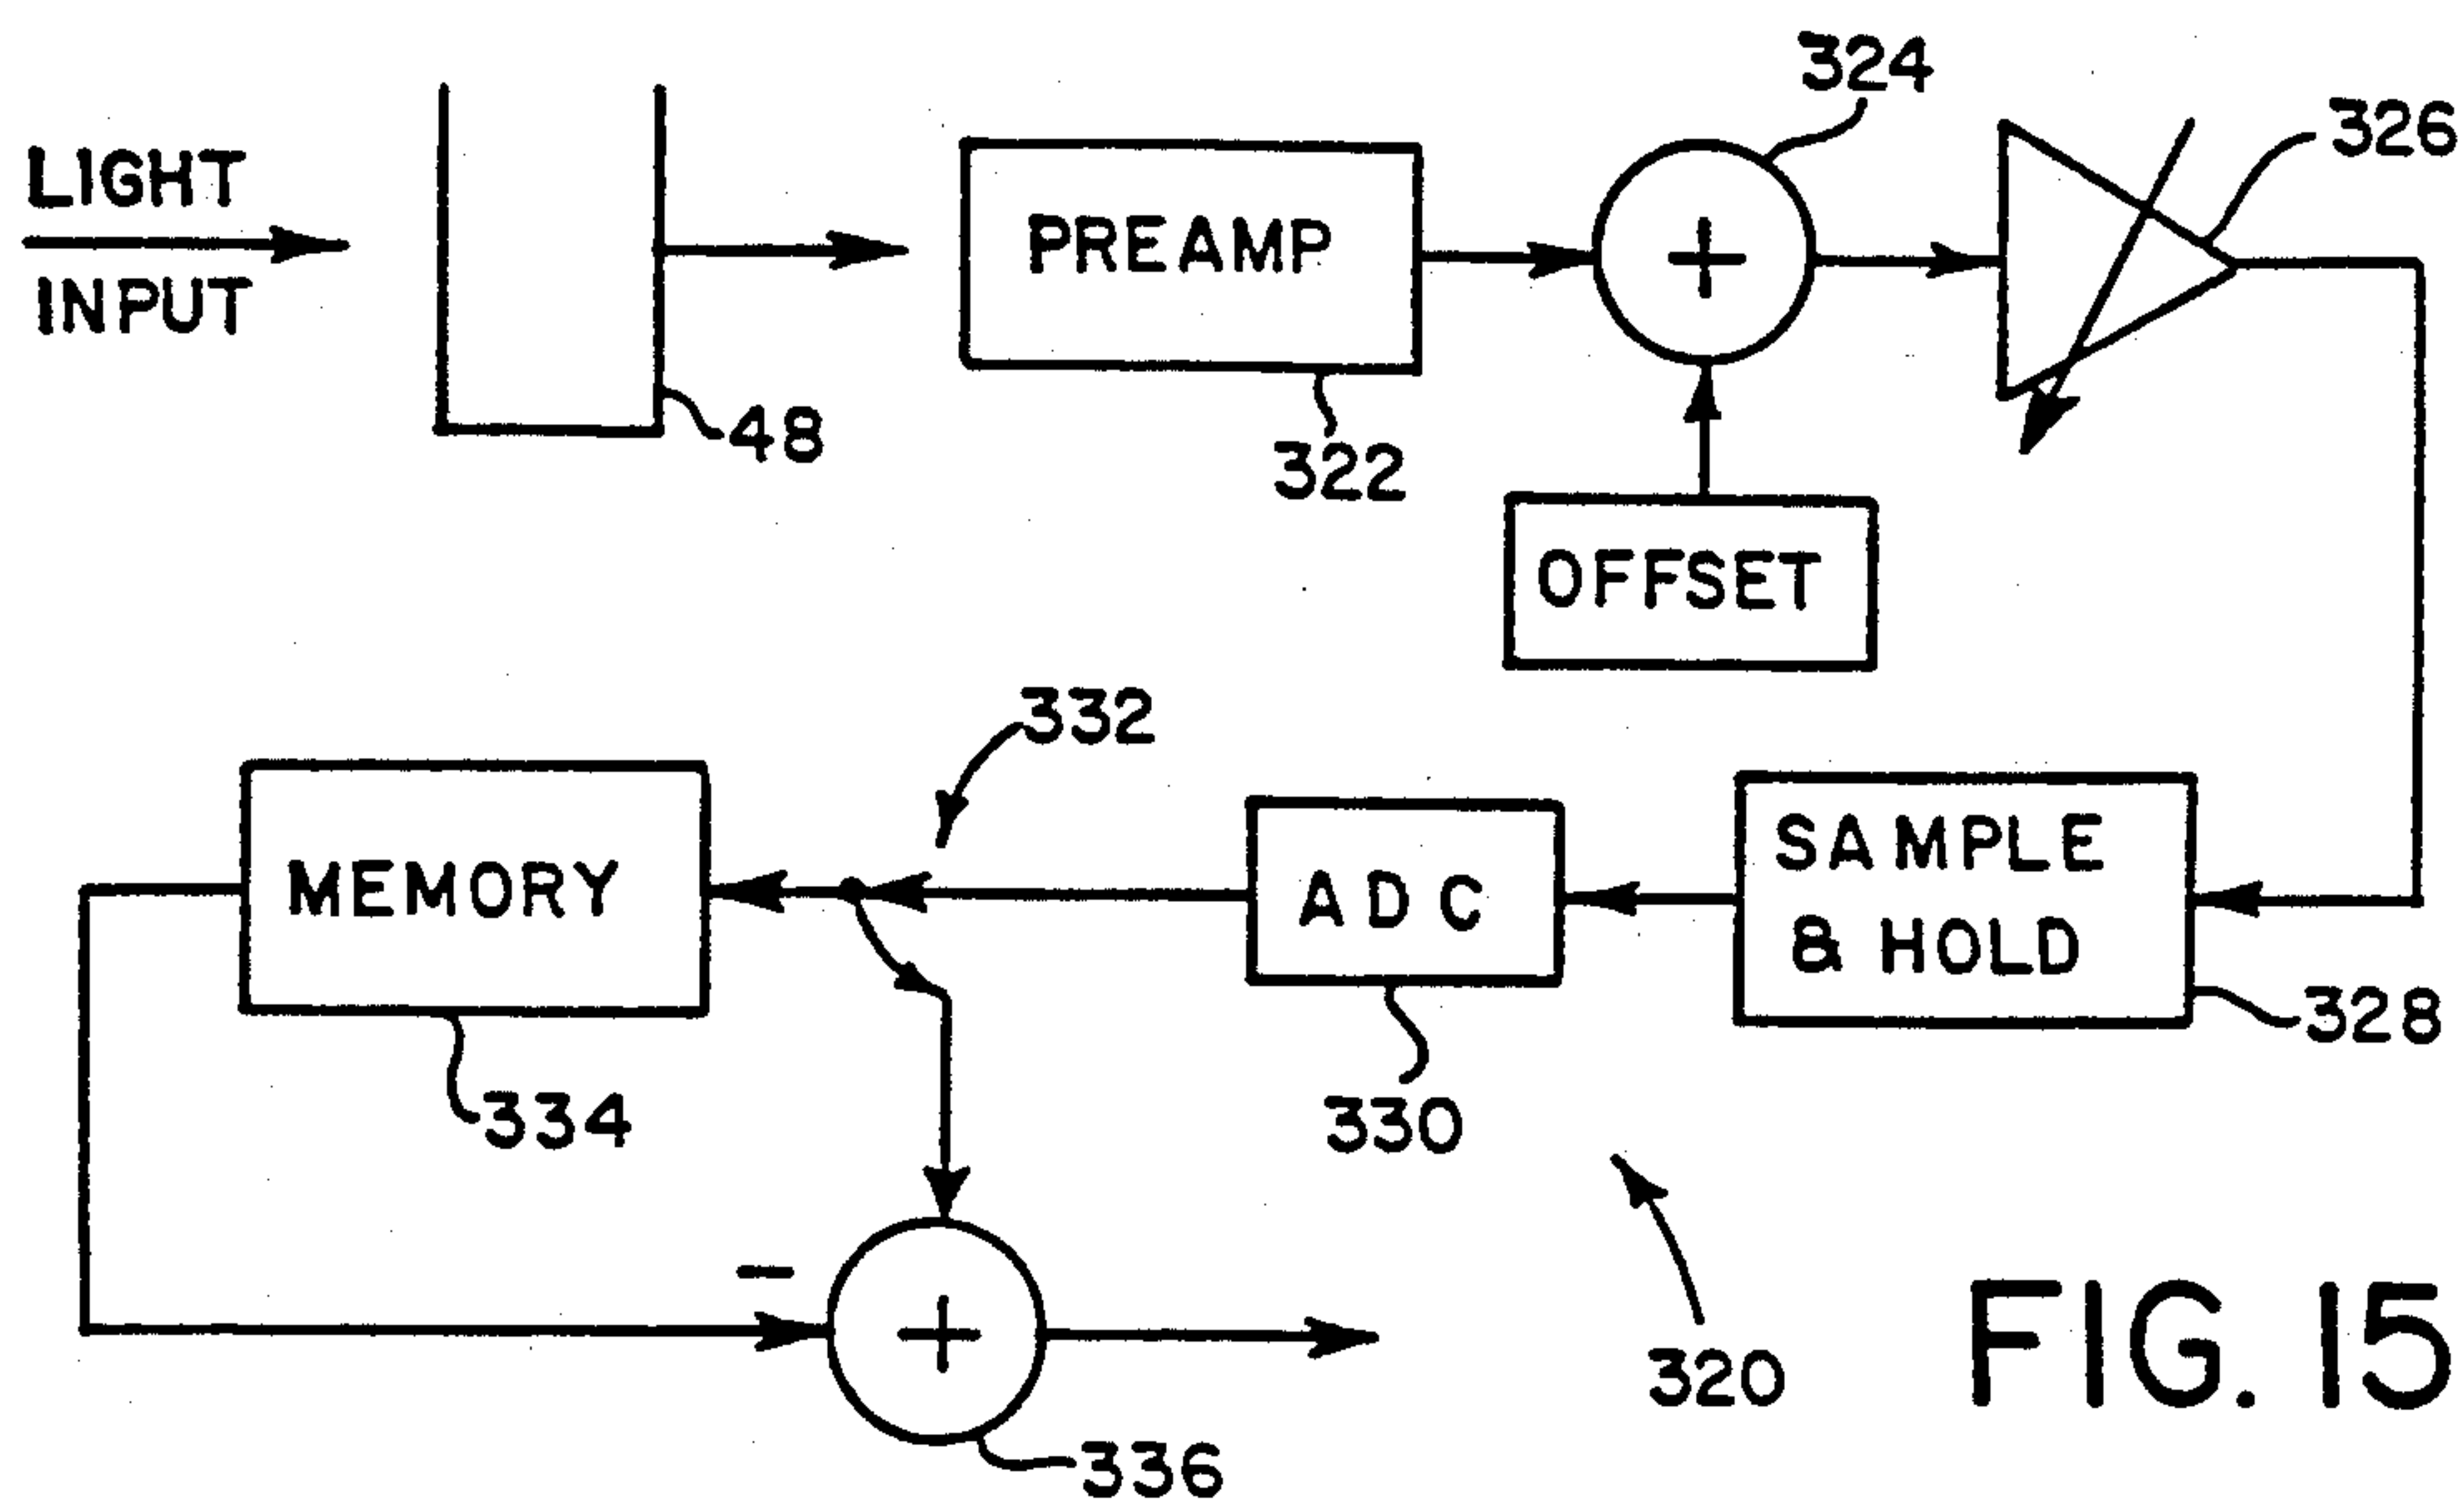 324
326
LIGHT
INPUT
PREAMP
+
48
322
OFFSET
332
MEMORY
ADC
SAMPLE
& HOLD
328
334
330
−
+
320
FIG. 15
336